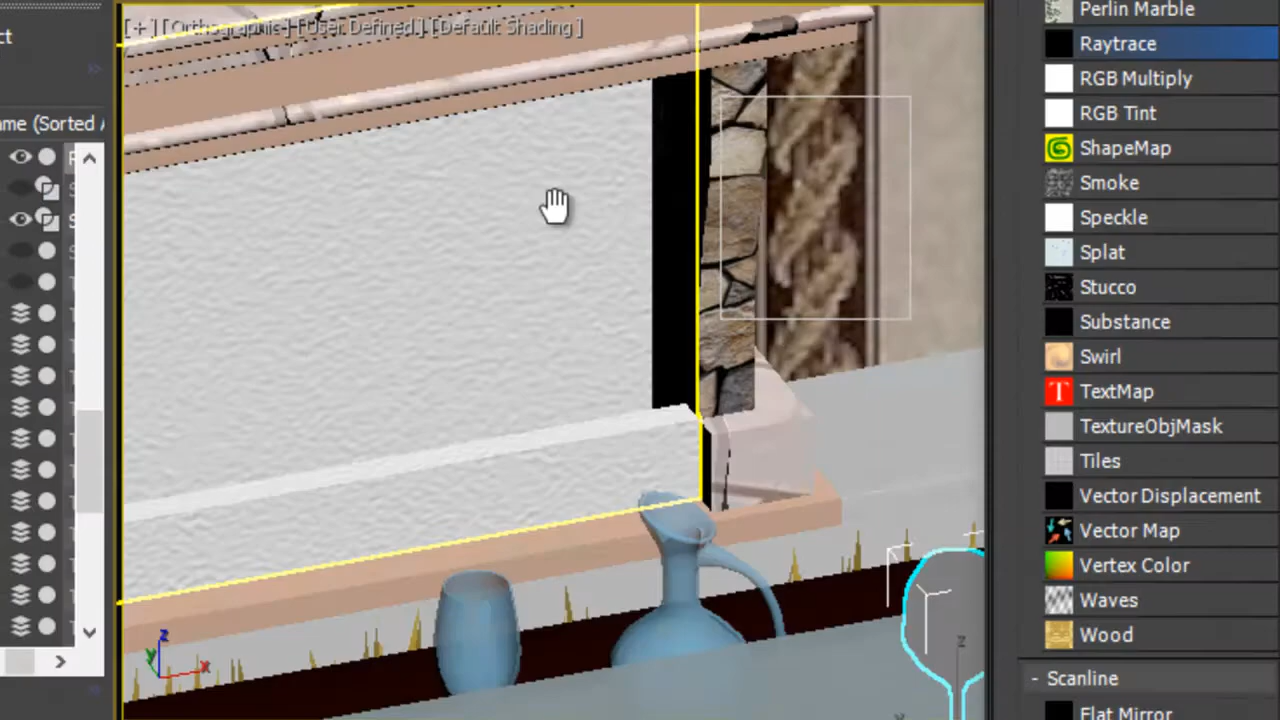 [ + ] [ Orthographic ] [ User Defined ] [ Default Shading ]
ct
ame (Sorted A
Perlin Marble
Raytrace
RGB Multiply
RGB Tint
ShapeMap
Smoke
Speckle
Splat
Stucco
Substance
Swirl
TextMap
TextureObjMask
Tiles
Vector Displacement
Vector Map
Vertex Color
Waves
Wood
- Scanline
Flat Mirror
z
y
x
z